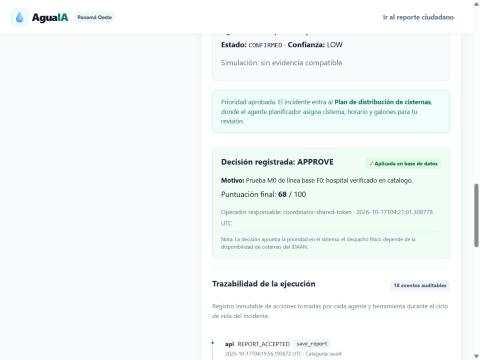 AguaIA
Panamá Oeste
Ir al reporte ciudadano
Estado: CONFIRMED · Confianza: LOW
Simulación: sin evidencia compatible
Prioridad aprobada. El incidente entra al Plan de distribución de cisternas,
donde el agente planificador asigna cisterna, horario y galones para tu
revisión.
Decisión registrada: APPROVE
✓ Aplicada en base de datos
Motivo: Prueba M0 de linea base F0: hospital verificado en catalogo.
Puntuación final: 68 / 100
Operador responsable: coordinator-shared-token · 2026-10-17T04:21:01.308778
UTC
Nota: La decisión aprueba la prioridad en el sistema; el despacho físico depende de la
disponibilidad de cisternas del IDAAN.
Trazabilidad de la ejecución
18 eventos auditables
Registro inmutable de acciones tomadas por cada agente y herramienta durante el ciclo
de vida del incidente.
api REPORT_ACCEPTED save_report
2026-10-17T04:19:56.193672 UTC · Categoría: audit